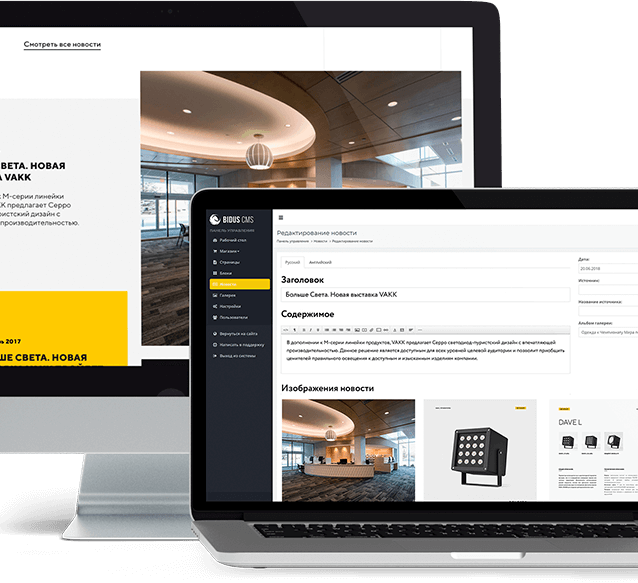 Смотреть все новости
СВЕТА. НОВАЯ
А VAKK
к М-серии линейки
КК предлагает Серро
туристский дизайн с
производительностью.
2017
ШЕ СВЕТА. НОВАЯ
BIDUS CMS
ПАНЕЛЬ УПРАВЛЕНИЯ
Рабочий стол
Магазин
Страницы
Блоки
Новости
Галерея
Настройки
Пользователи
Вернуться на сайт
Написать в поддержку
Выход из системы
Редактирование новости
Панель управления > Новости > Редактирование новости
Русский Английский
Заголовок
Больше Света. Новая выставка VAKK
Содержимое
В дополнение к М-серии линейки продуктов, VAKK предлагает Серро светодиод-туристский дизайн с впечатляющей
производительностью. Данное решение является доступным для всех уровней целевой аудитории и позволит приобщить
ценителей правильного освещения к доступным и изысканным изделиям компании.
Изображения новости
DAVE L
Дата:
20.06.2018
Источник:
Название источника:
Альбом галереи: